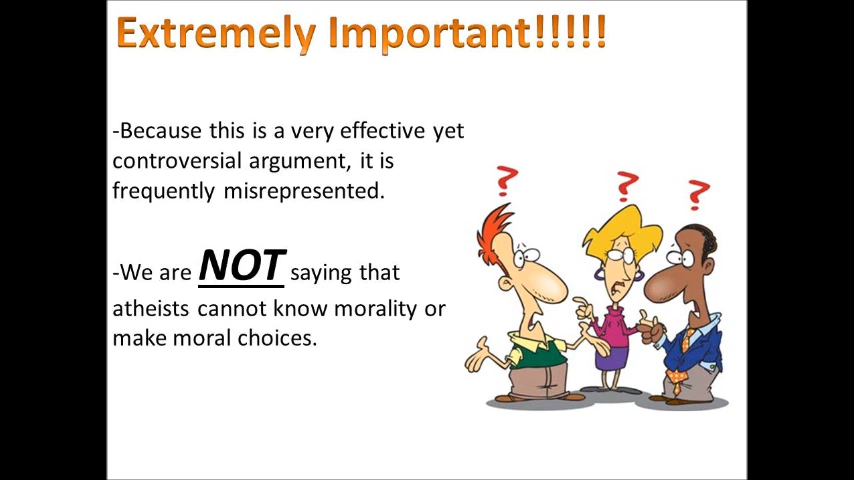 Extremely Important!!!!!
-Because this is a very effective yet
controversial argument, it is
frequently misrepresented.
-We are NOT saying that
atheists cannot know morality or
make moral choices.
? ? ?